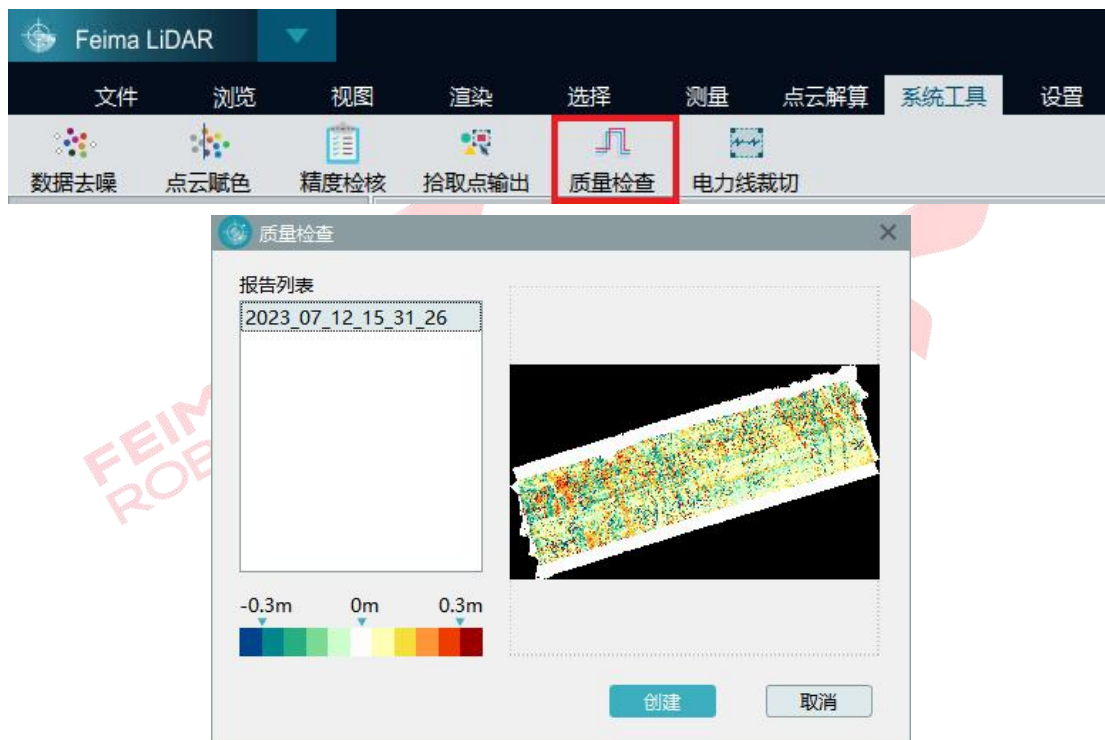 Feima LiDAR
文件 浏览 视图 渲染 选择 测量 点云解算 系统工具 设置
数据去噪 点云赋色 精度检核 拾取点输出 质量检查 电力线裁切
质量检查
报告列表
2023_07_12_15_31_26
-0.3m 0m 0.3m
创建 取消